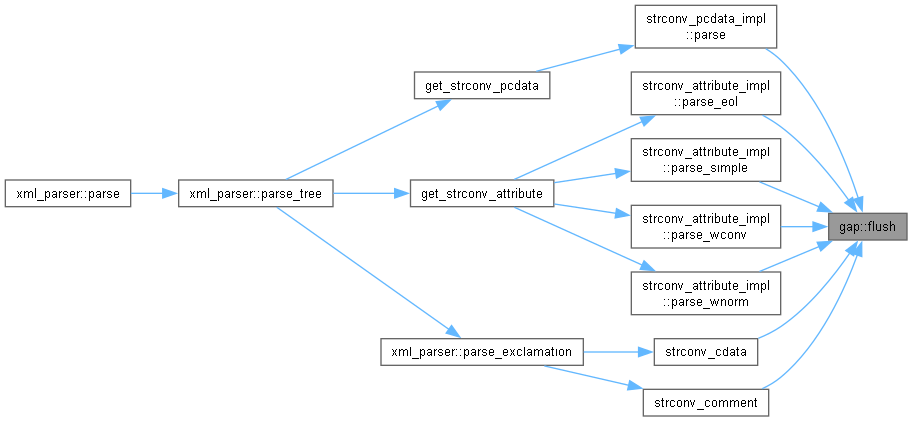 strconv_pcdata_impl
::parse
get_strconv_pcdata
strconv_attribute_impl
::parse_eol
strconv_attribute_impl
::parse_simple
xml_parser::parse
xml_parser::parse_tree
get_strconv_attribute
strconv_attribute_impl
::parse_wconv
gap::flush
strconv_attribute_impl
::parse_wnorm
xml_parser::parse_exclamation
strconv_cdata
strconv_comment